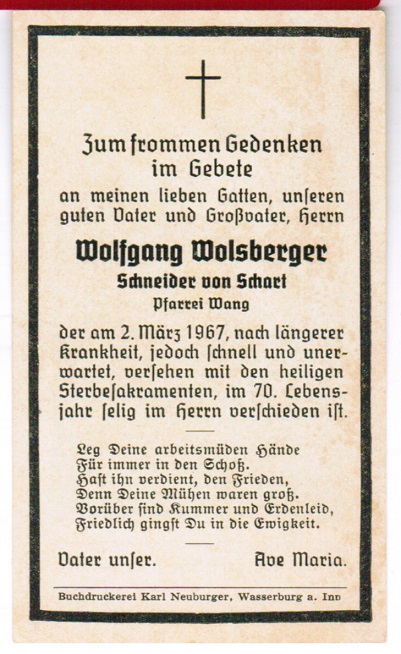 Zum frommen Gedenken
im Gebete
an meinen lieben Gatten, unseren
guten Vater und Großvater, Herrn
Wolfgang Wolsberger
Schneider von Schart
Pfarrei Wang
der am 2. März 1967, nach längerer
Krankheit, jedoch schnell und uner-
wartet, versehen mit den heiligen
Sterbesakramenten, im 70. Lebens-
jahr selig im Herrn verschieden ist.
Leg Deine arbeitsmüden Hände
Für immer in den Schoß.
Hast ihn verdient, den Frieden,
Denn Deine Mühen waren groß.
Vorüber sind Kummer und Erdenleid,
Friedlich gingst Du in die Ewigkeit.
Vater unser. Ave Maria.
Buchdruckerei Karl Neuburger, Wasserburg a. Inn